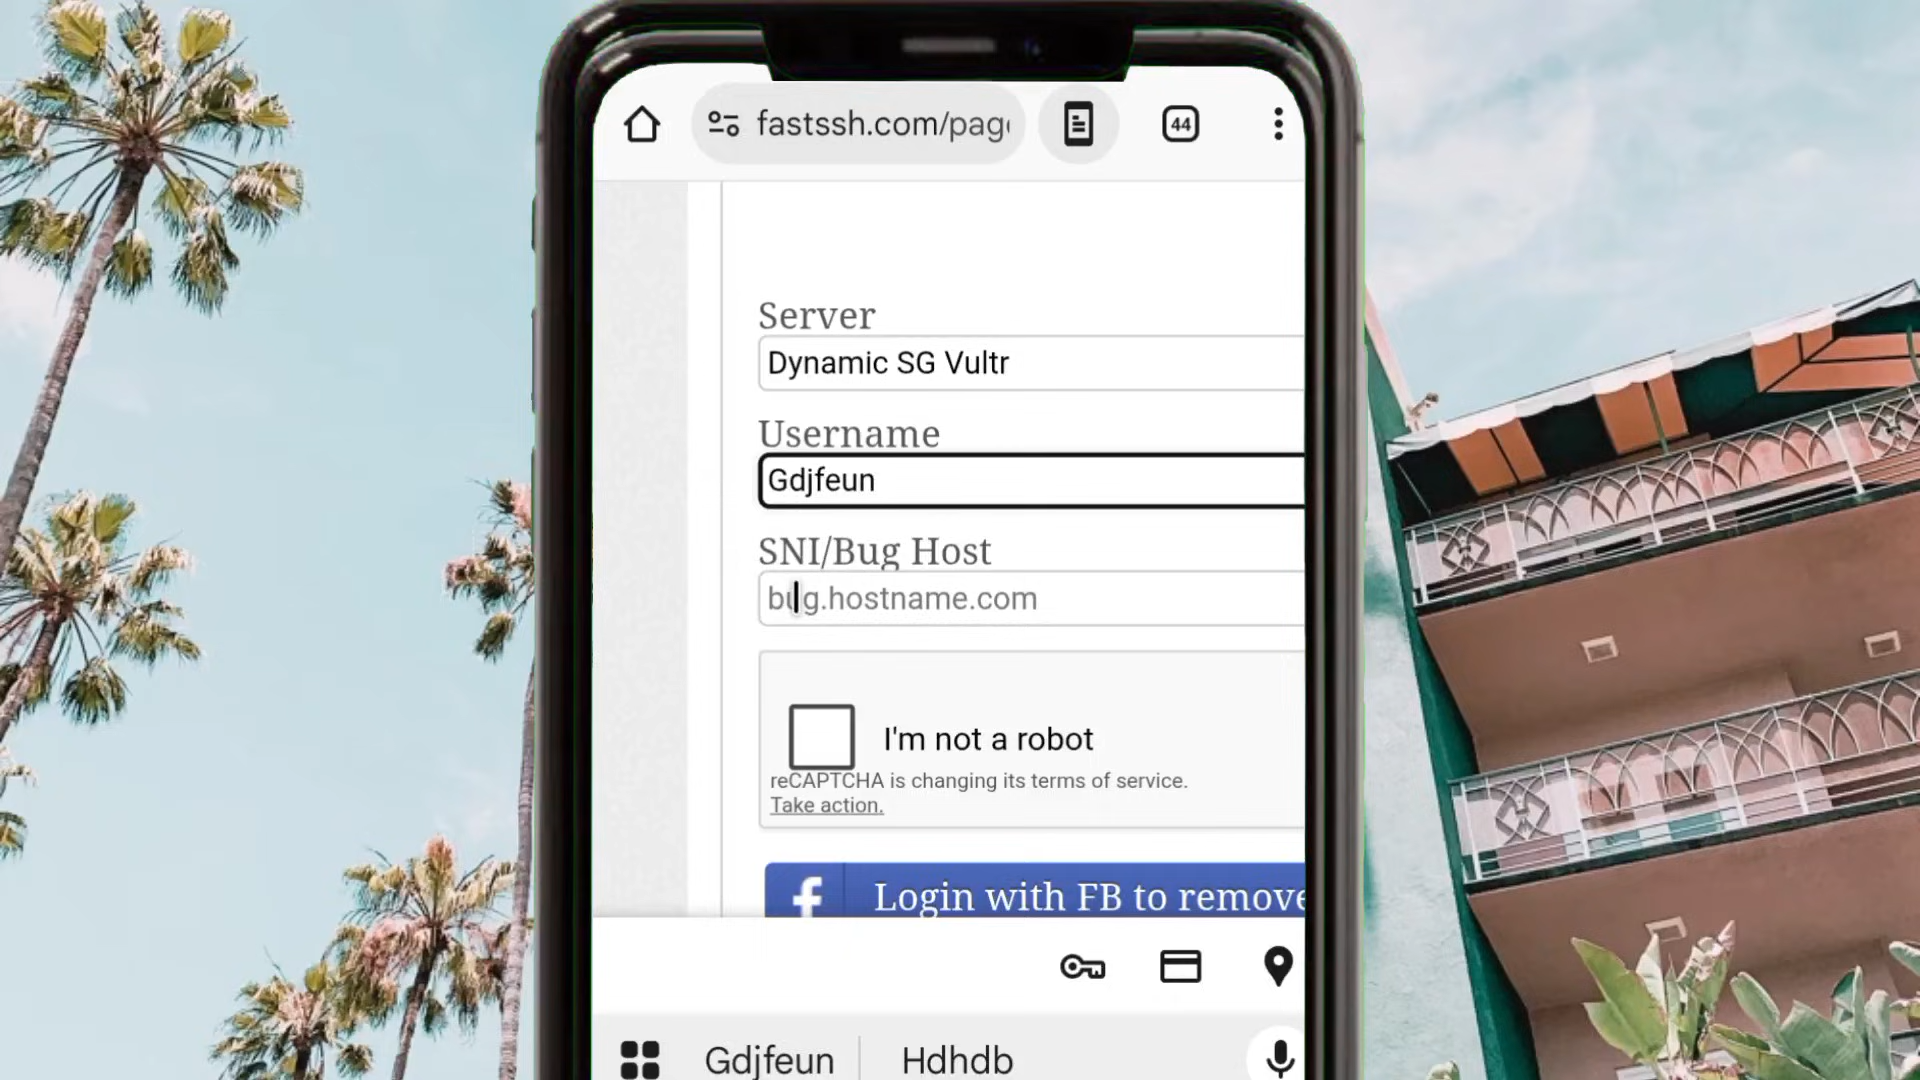 fastssh.com/pag
44
Server
Dynamic SG Vultr
Username
Gdjfeun
SNI/Bug Host
bug.hostname.com
I'm not a robot
reCAPTCHA is changing its terms of service.
Take action.
Login with FB to remove
Gdjfeun
Hdhdb